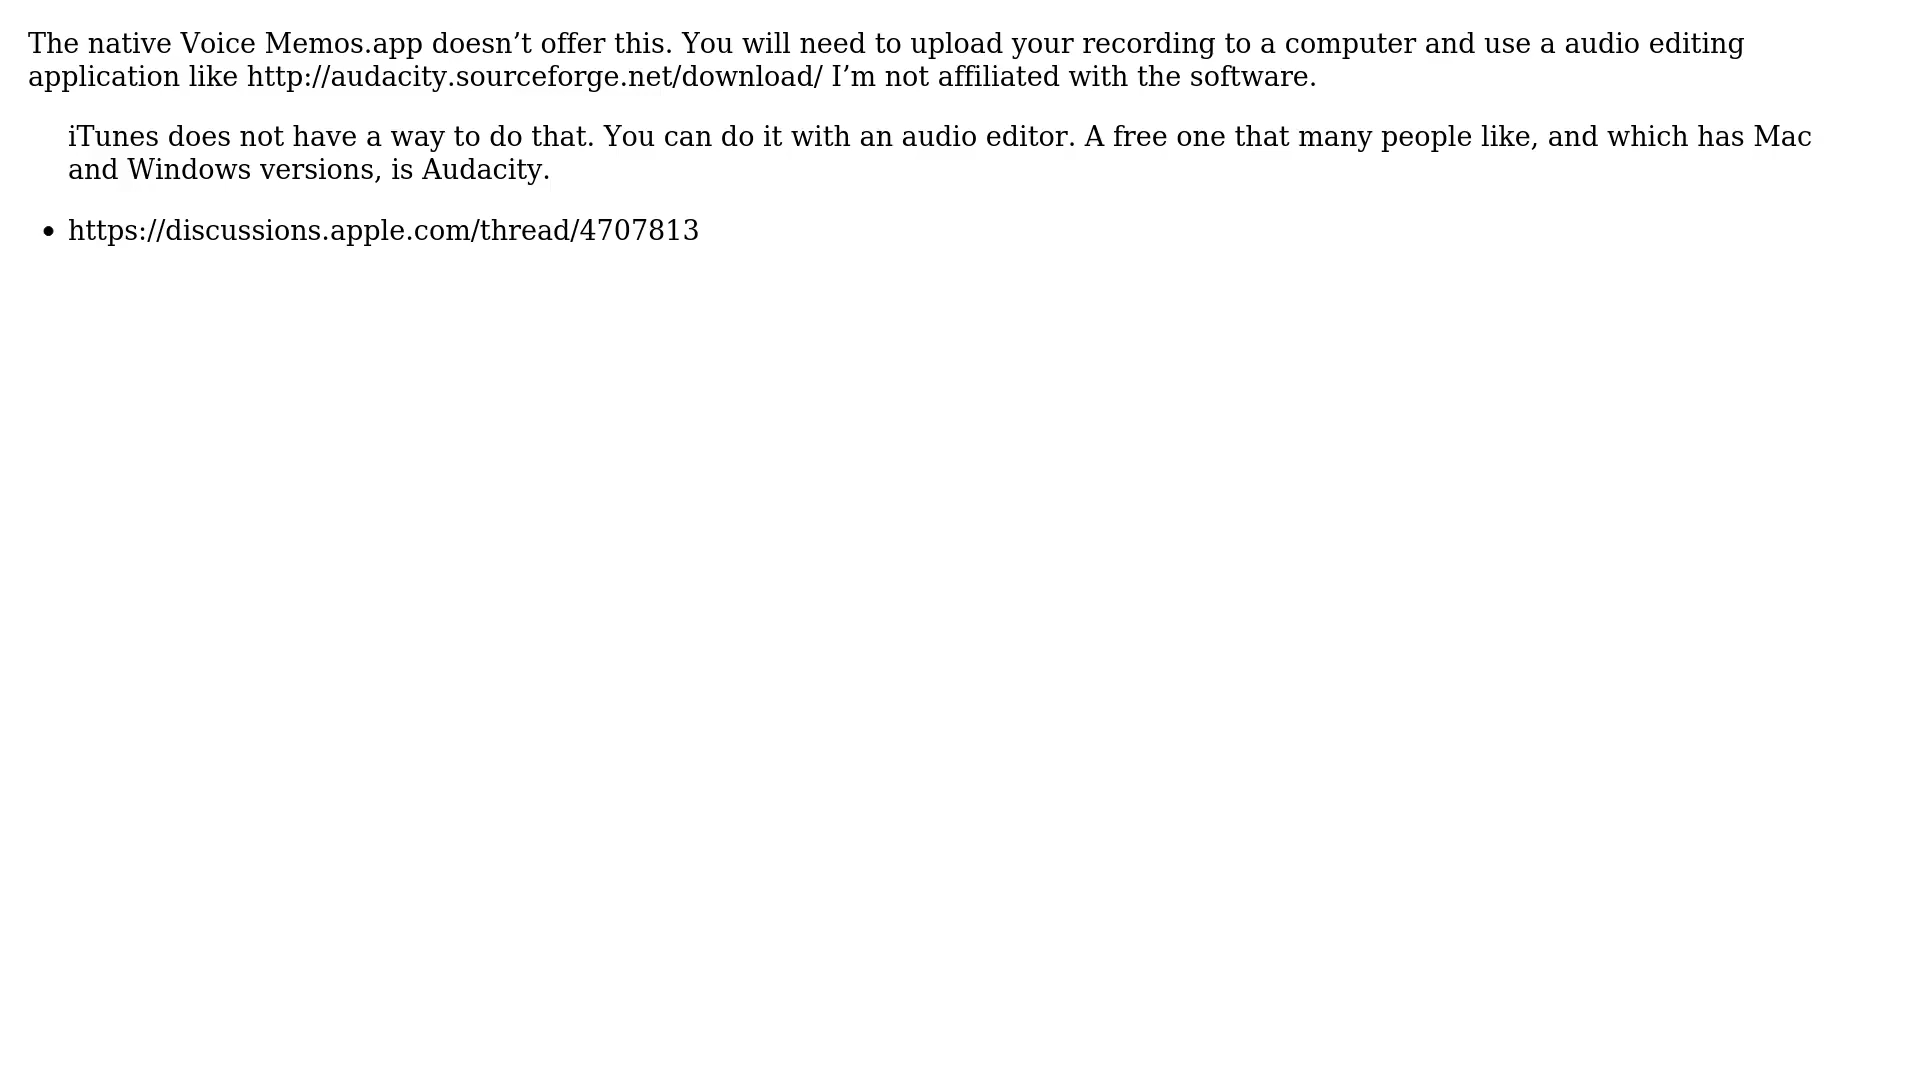 The native Voice Memos.app doesn’t offer this. You will need to upload your recording to a computer and use a audio editing
application like http://audacity.sourceforge.net/download/ I’m not affiliated with the software.
iTunes does not have a way to do that. You can do it with an audio editor. A free one that many people like, and which has Mac
and Windows versions, is Audacity.
• https://discussions.apple.com/thread/4707813